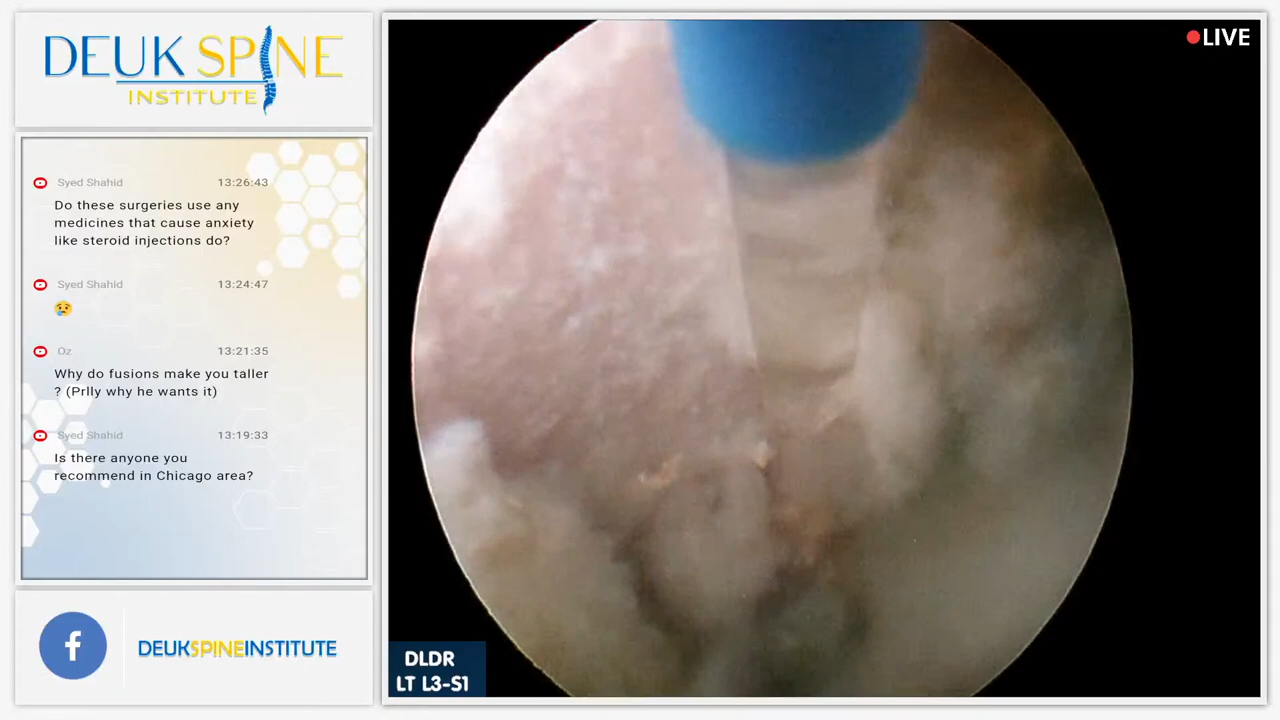 DEUK SPINE
INSTITUTE
Syed Shahid 13:26:43
Do these surgeries use any
medicines that cause anxiety
like steroid injections do?
Syed Shahid 13:24:47
😢
Oz 13:21:35
Why do fusions make you taller
? (Prlly why he wants it)
Syed Shahid 13:19:33
Is there anyone you
recommend in Chicago area?
f
DEUKSPINEINSTITUTE
LIVE
DLDR
LT L3-S1